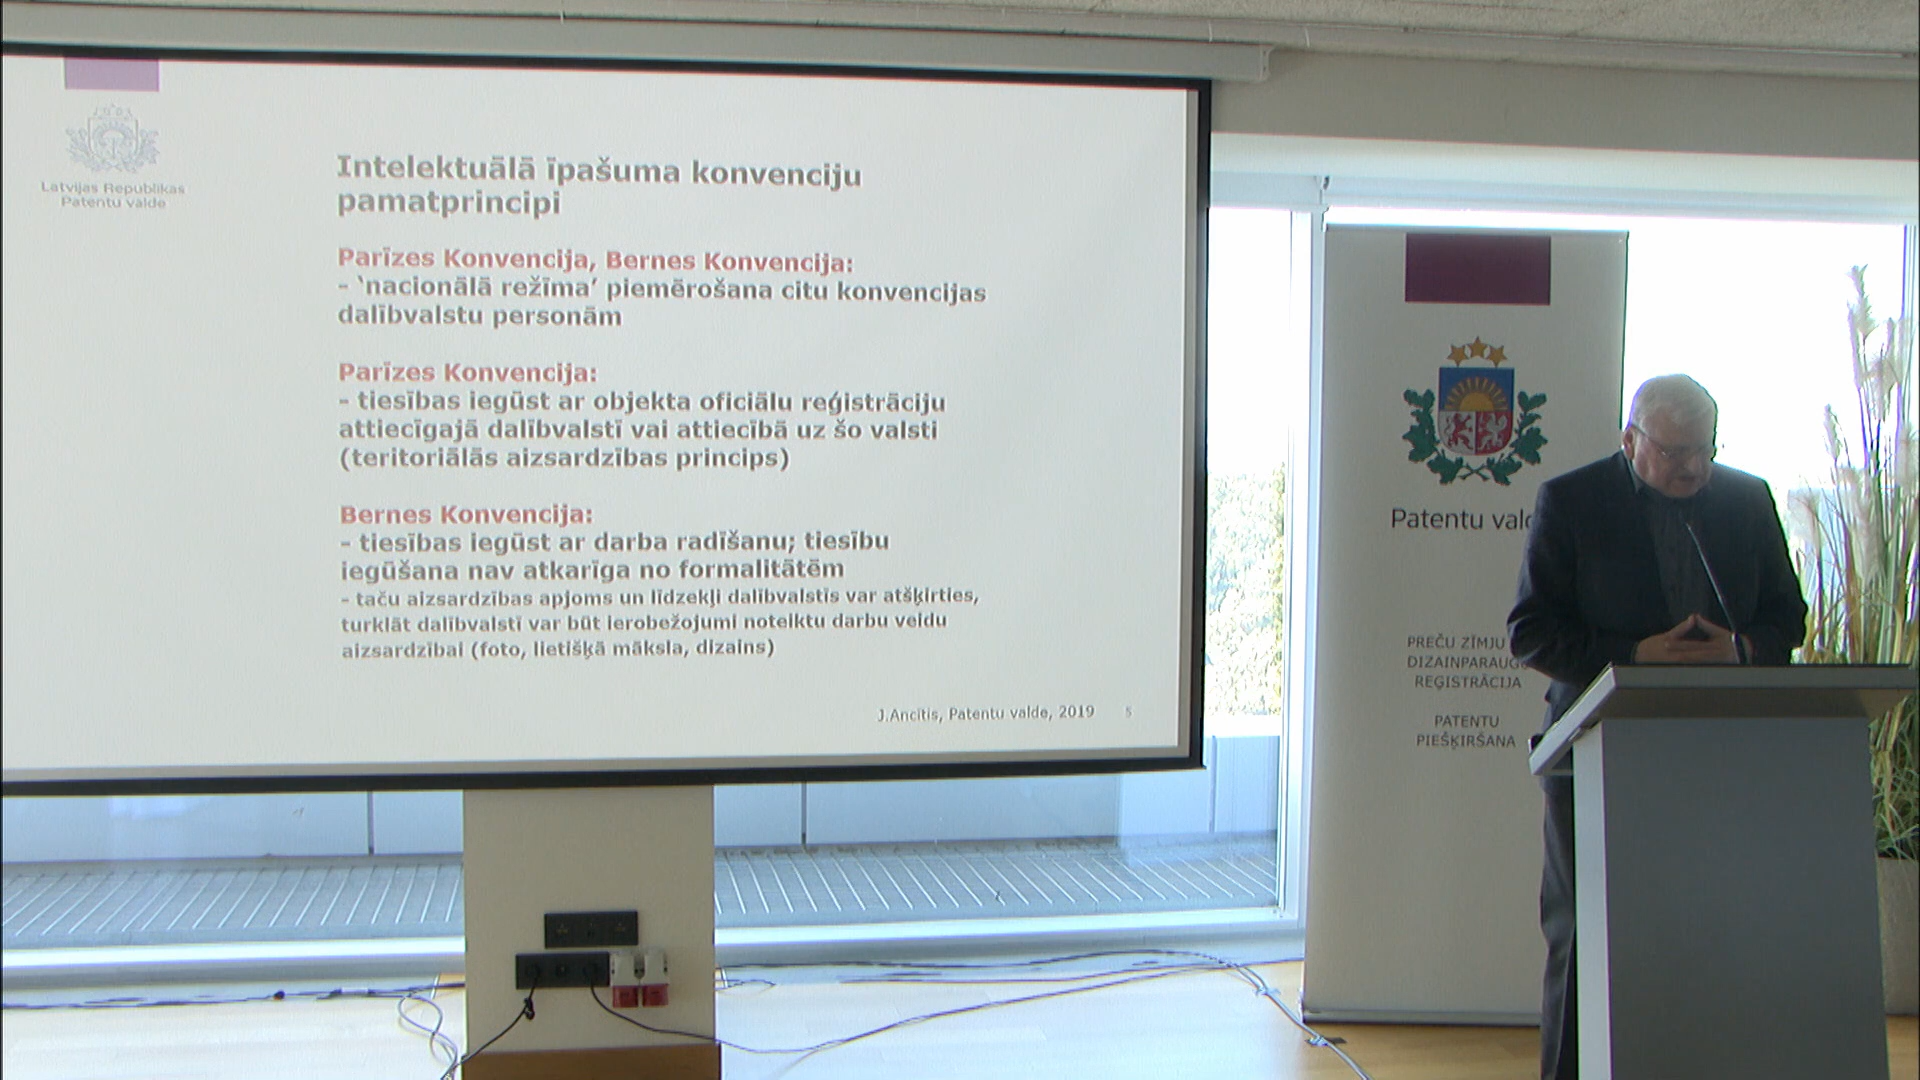 Latvijas Republikas
Patentu valde
Intelektuālā īpašuma konvenciju
pamatprincipi
Parīzes Konvencija, Bernes Konvencija:
- ‘nacionālā režīma’ piemērošana citu konvencijas
dalībvalstu personām
Parīzes Konvencija:
- tiesības iegūst ar objekta oficiālu reģistrāciju
attiecīgajā dalībvalstī vai attiecībā uz šo valsti
(teritoriālās aizsardzības princips)
Bernes Konvencija:
- tiesības iegūst ar darba radīšanu; tiesību
iegūšana nav atkarīga no formalitātēm
- taču aizsardzības apjoms un līdzekļi dalībvalstīs var atšķirties,
turklāt dalībvalstī var būt ierobežojumi noteiktu darbu veidu
aizsardzībai (foto, lietišķā māksla, dizains)
J.Ancītis, Patentu valde, 2019 5
Patentu
PREČU ZĪMJU
DIZAINPARAUGU
REĢISTRĀCIJA
PATENTU
PIEŠĶIRŠANA